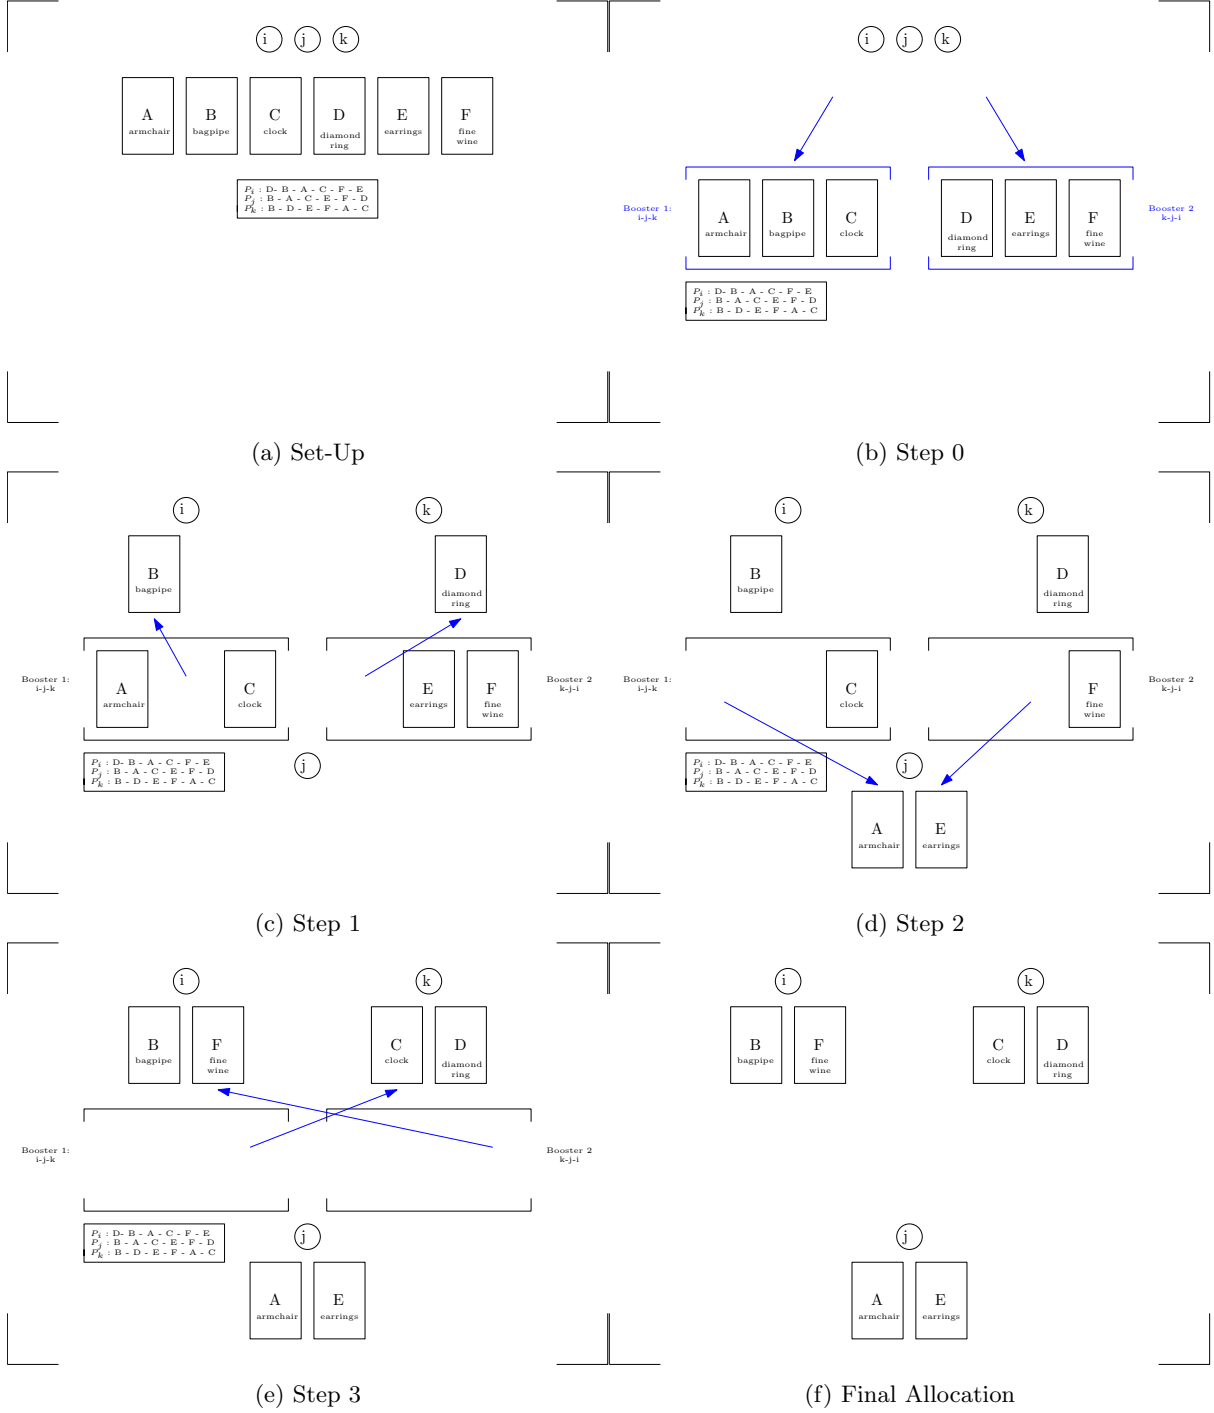 i j k
A B C D E F
armchair bagpipe clock diamond ring earrings fine wine
P_i : D- B - A - C - F - E
P_j : B - A - C - E - F - D
P_k : B - D - E - F - A - C
(a) Set-Up
i j k
Booster 1:
i-j-k
A B C
armchair bagpipe clock
D E F
diamond ring earrings fine wine
Booster 2
k-j-i
P_i : D- B - A - C - F - E
P_j : B - A - C - E - F - D
P_k : B - D - E - F - A - C
(b) Step 0
i k
B
bagpipe
D
diamond
ring
Booster 1:
i-j-k
A C
armchair clock
E F
earrings fine wine
Booster 2
k-j-i
P_i : D- B - A - C - F - E
P_j : B - A - C - E - F - D
P_k : B - D - E - F - A - C
j
(c) Step 1
i k
B
bagpipe
D
diamond
ring
Booster 1:
i-j-k
C
clock
F
fine
wine
Booster 2
k-j-i
P_i : D- B - A - C - F - E
P_j : B - A - C - E - F - D
P_k : B - D - E - F - A - C
j
A E
armchair earrings
(d) Step 2
i k
B F
bagpipe fine wine
C D
clock diamond ring
Booster 1:
i-j-k
Booster 2
k-j-i
P_i : D- B - A - C - F - E
P_j : B - A - C - E - F - D
P_k : B - D - E - F - A - C
j
A E
armchair earrings
(e) Step 3
i k
B F
bagpipe fine wine
C D
clock diamond ring
j
A E
armchair earrings
(f) Final Allocation